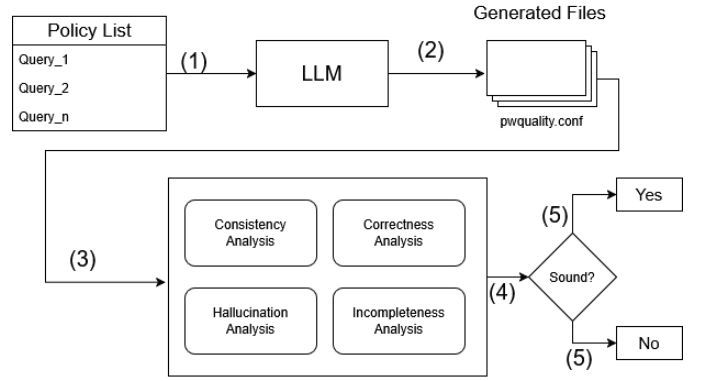 Generated Files
Policy List
Query_1
Query_2
Query_n
(1)
LLM
(2)
pwquality.conf
(3)
Consistency
Analysis
Correctness
Analysis
Hallucination
Analysis
Incompleteness
Analysis
(4)
Sound?
(5)
Yes
(5)
No